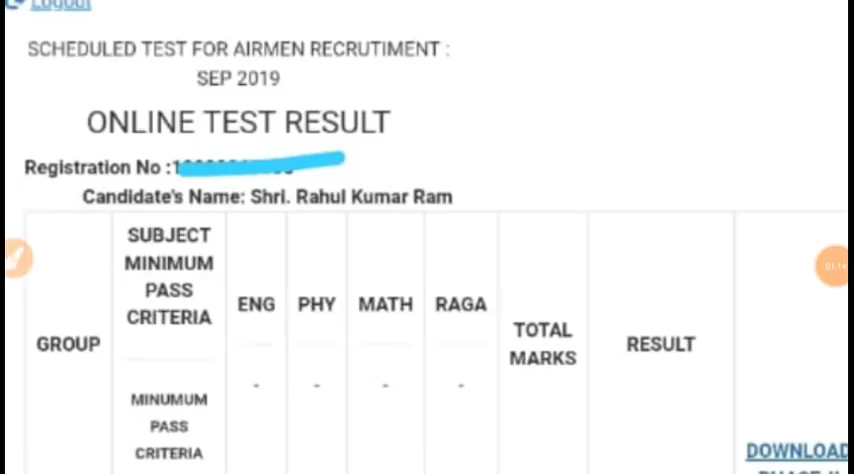 Logout
SCHEDULED TEST FOR AIRMEN RECRUTIMENT :
SEP 2019
ONLINE TEST RESULT
Registration No :
Candidate's Name: Shri. Rahul Kumar Ram
GROUP
SUBJECT
MINIMUM
PASS
CRITERIA
MINUMUM
PASS
CRITERIA
ENG
-
PHY
-
MATH
-
RAGA
-
TOTAL
MARKS
RESULT
DOWNLOAD